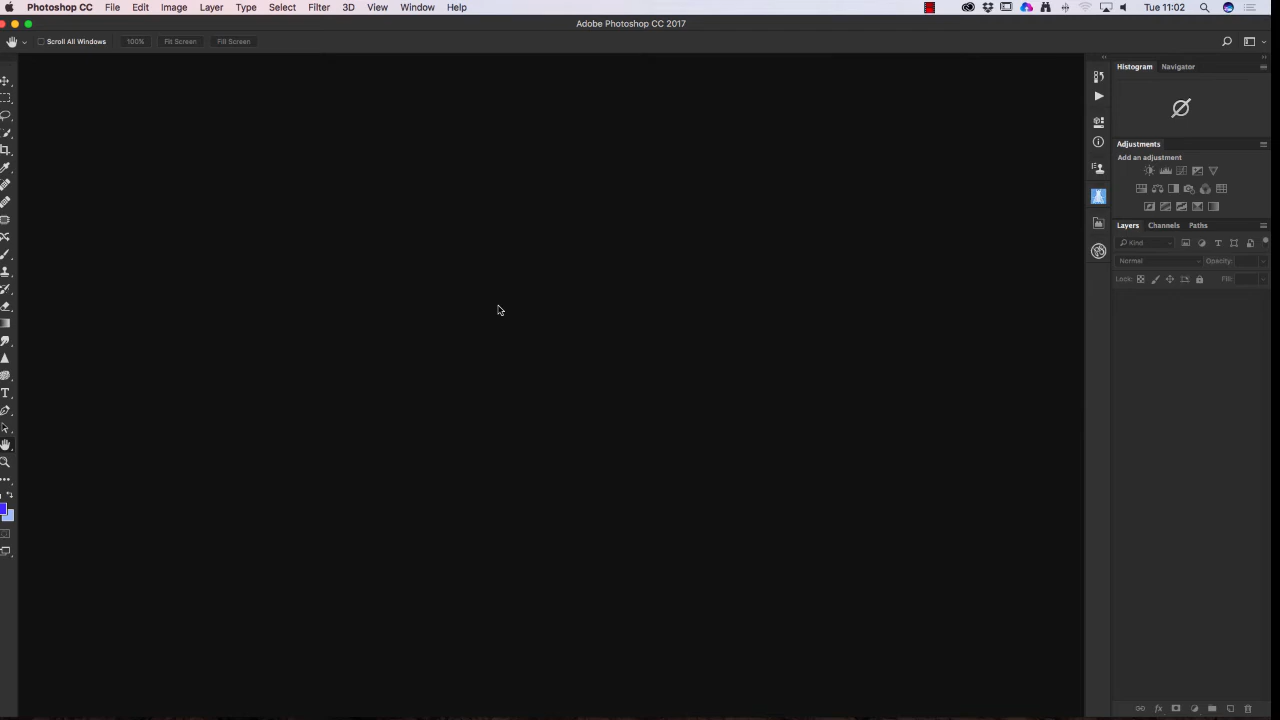 Photoshop CC File Edit Image Layer Type Select Filter 3D View Window Help Tue 11:02
Adobe Photoshop CC 2017
Scroll All Windows 100% Fit Screen Fill Screen
Histogram Navigator
Adjustments
Add an adjustment
Layers Channels Paths
Kind
Normal Opacity:
Lock: Fill: